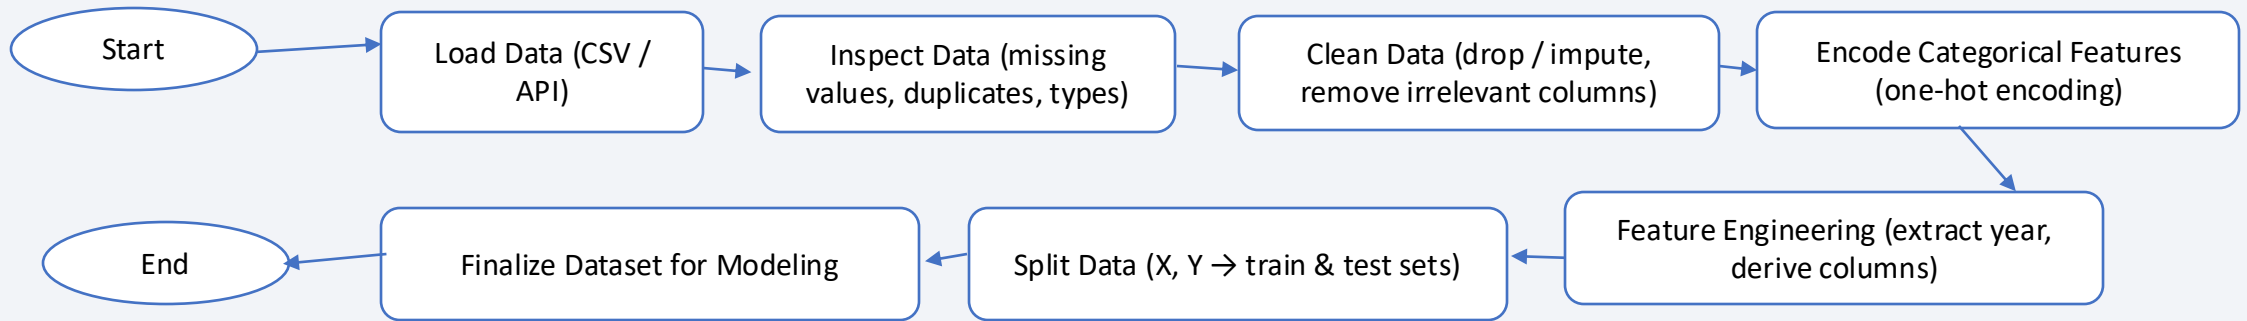 Start
Load Data (CSV /
API)
Inspect Data (missing
values, duplicates, types)
Clean Data (drop / impute,
remove irrelevant columns)
Encode Categorical Features
(one-hot encoding)
Feature Engineering (extract year,
derive columns)
Split Data (X, Y → train & test sets)
Finalize Dataset for Modeling
End